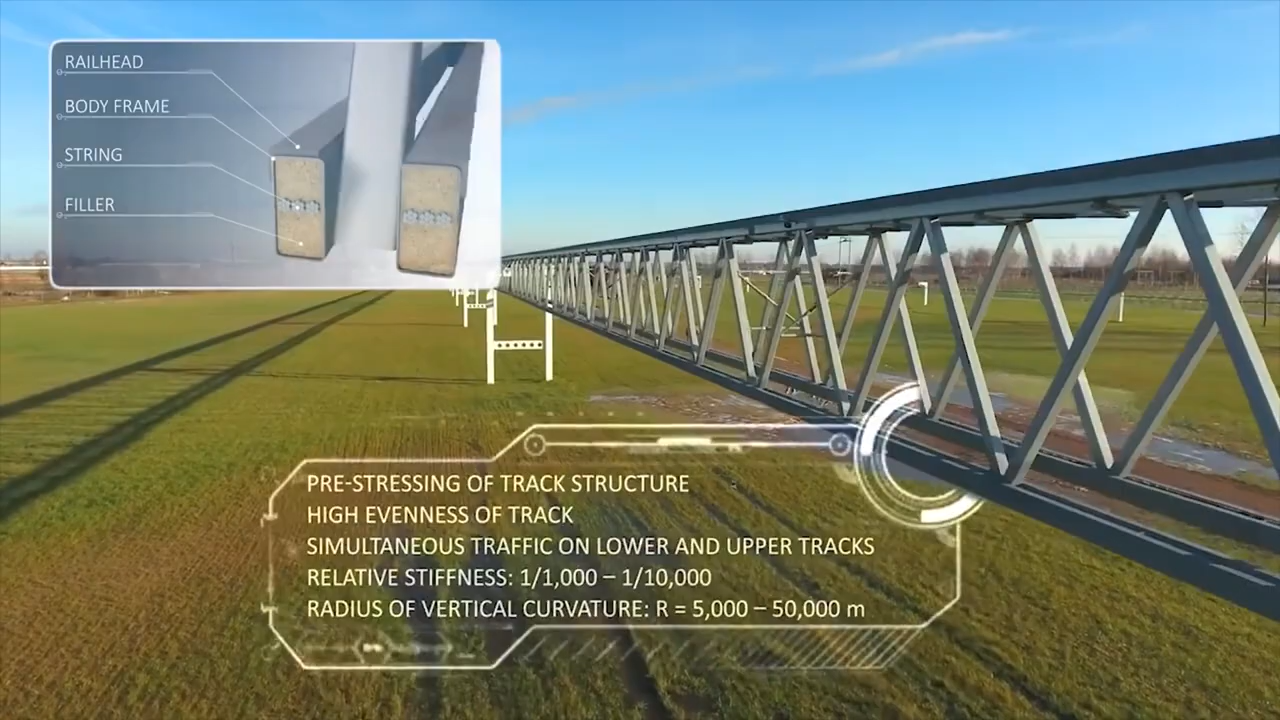 RAILHEAD
BODY FRAME
STRING
FILLER
PRE-STRESSING OF TRACK STRUCTURE
HIGH EVENNESS OF TRACK
SIMULTANEOUS TRAFFIC ON LOWER AND UPPER TRACKS
RELATIVE STIFFNESS: 1/1,000 – 1/10,000
RADIUS OF VERTICAL CURVATURE: R = 5,000 – 50,000 m